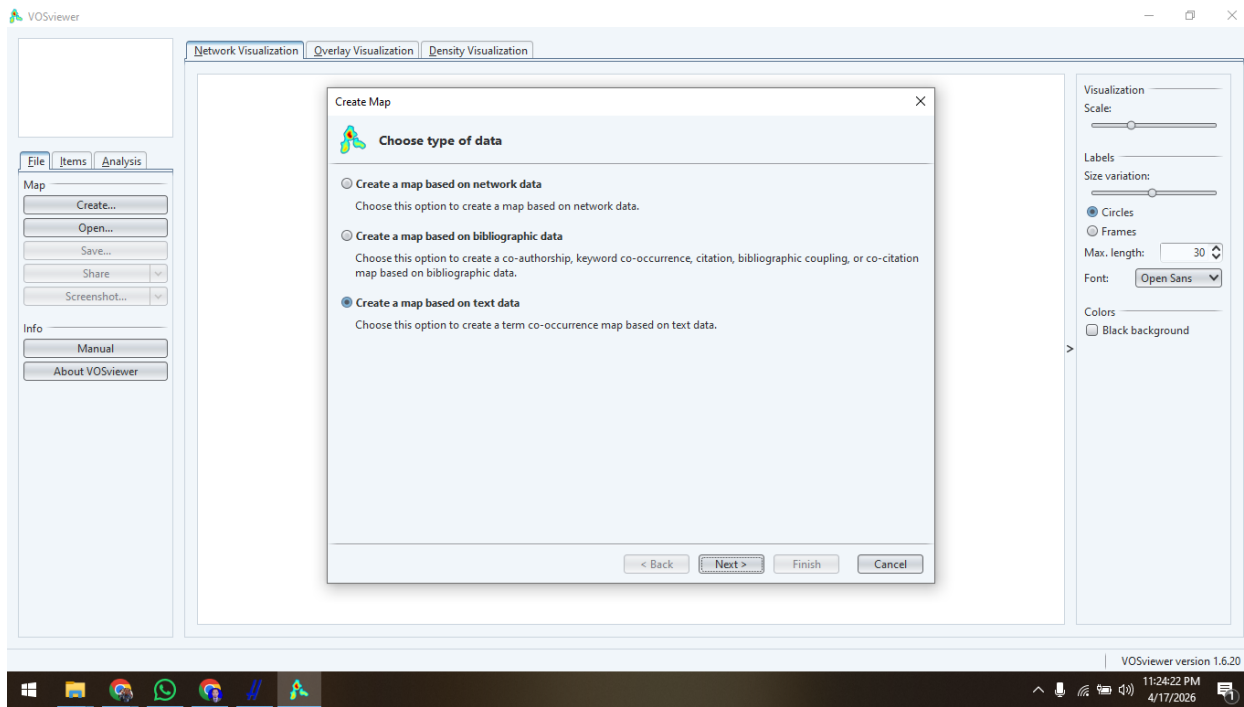 VOSviewer
Network Visualization
Overlay Visualization
Density Visualization
File
Items
Analysis
Map
Create...
Open...
Save...
Share
Screenshot...
Info
Manual
About VOSviewer
Create Map
Choose type of data
Create a map based on network data
Choose this option to create a map based on network data.
Create a map based on bibliographic data
Choose this option to create a co-authorship, keyword co-occurrence, citation, bibliographic coupling, or co-citation
map based on bibliographic data.
Create a map based on text data
Choose this option to create a term co-occurrence map based on text data.
< Back
Next >
Finish
Cancel
Visualization
Scale:
Labels
Size variation:
Circles
Frames
Max. length: 30
Font: Open Sans
Colors
Black background
>
VOSviewer version 1.6.20
11:24:22 PM
4/17/2026
1